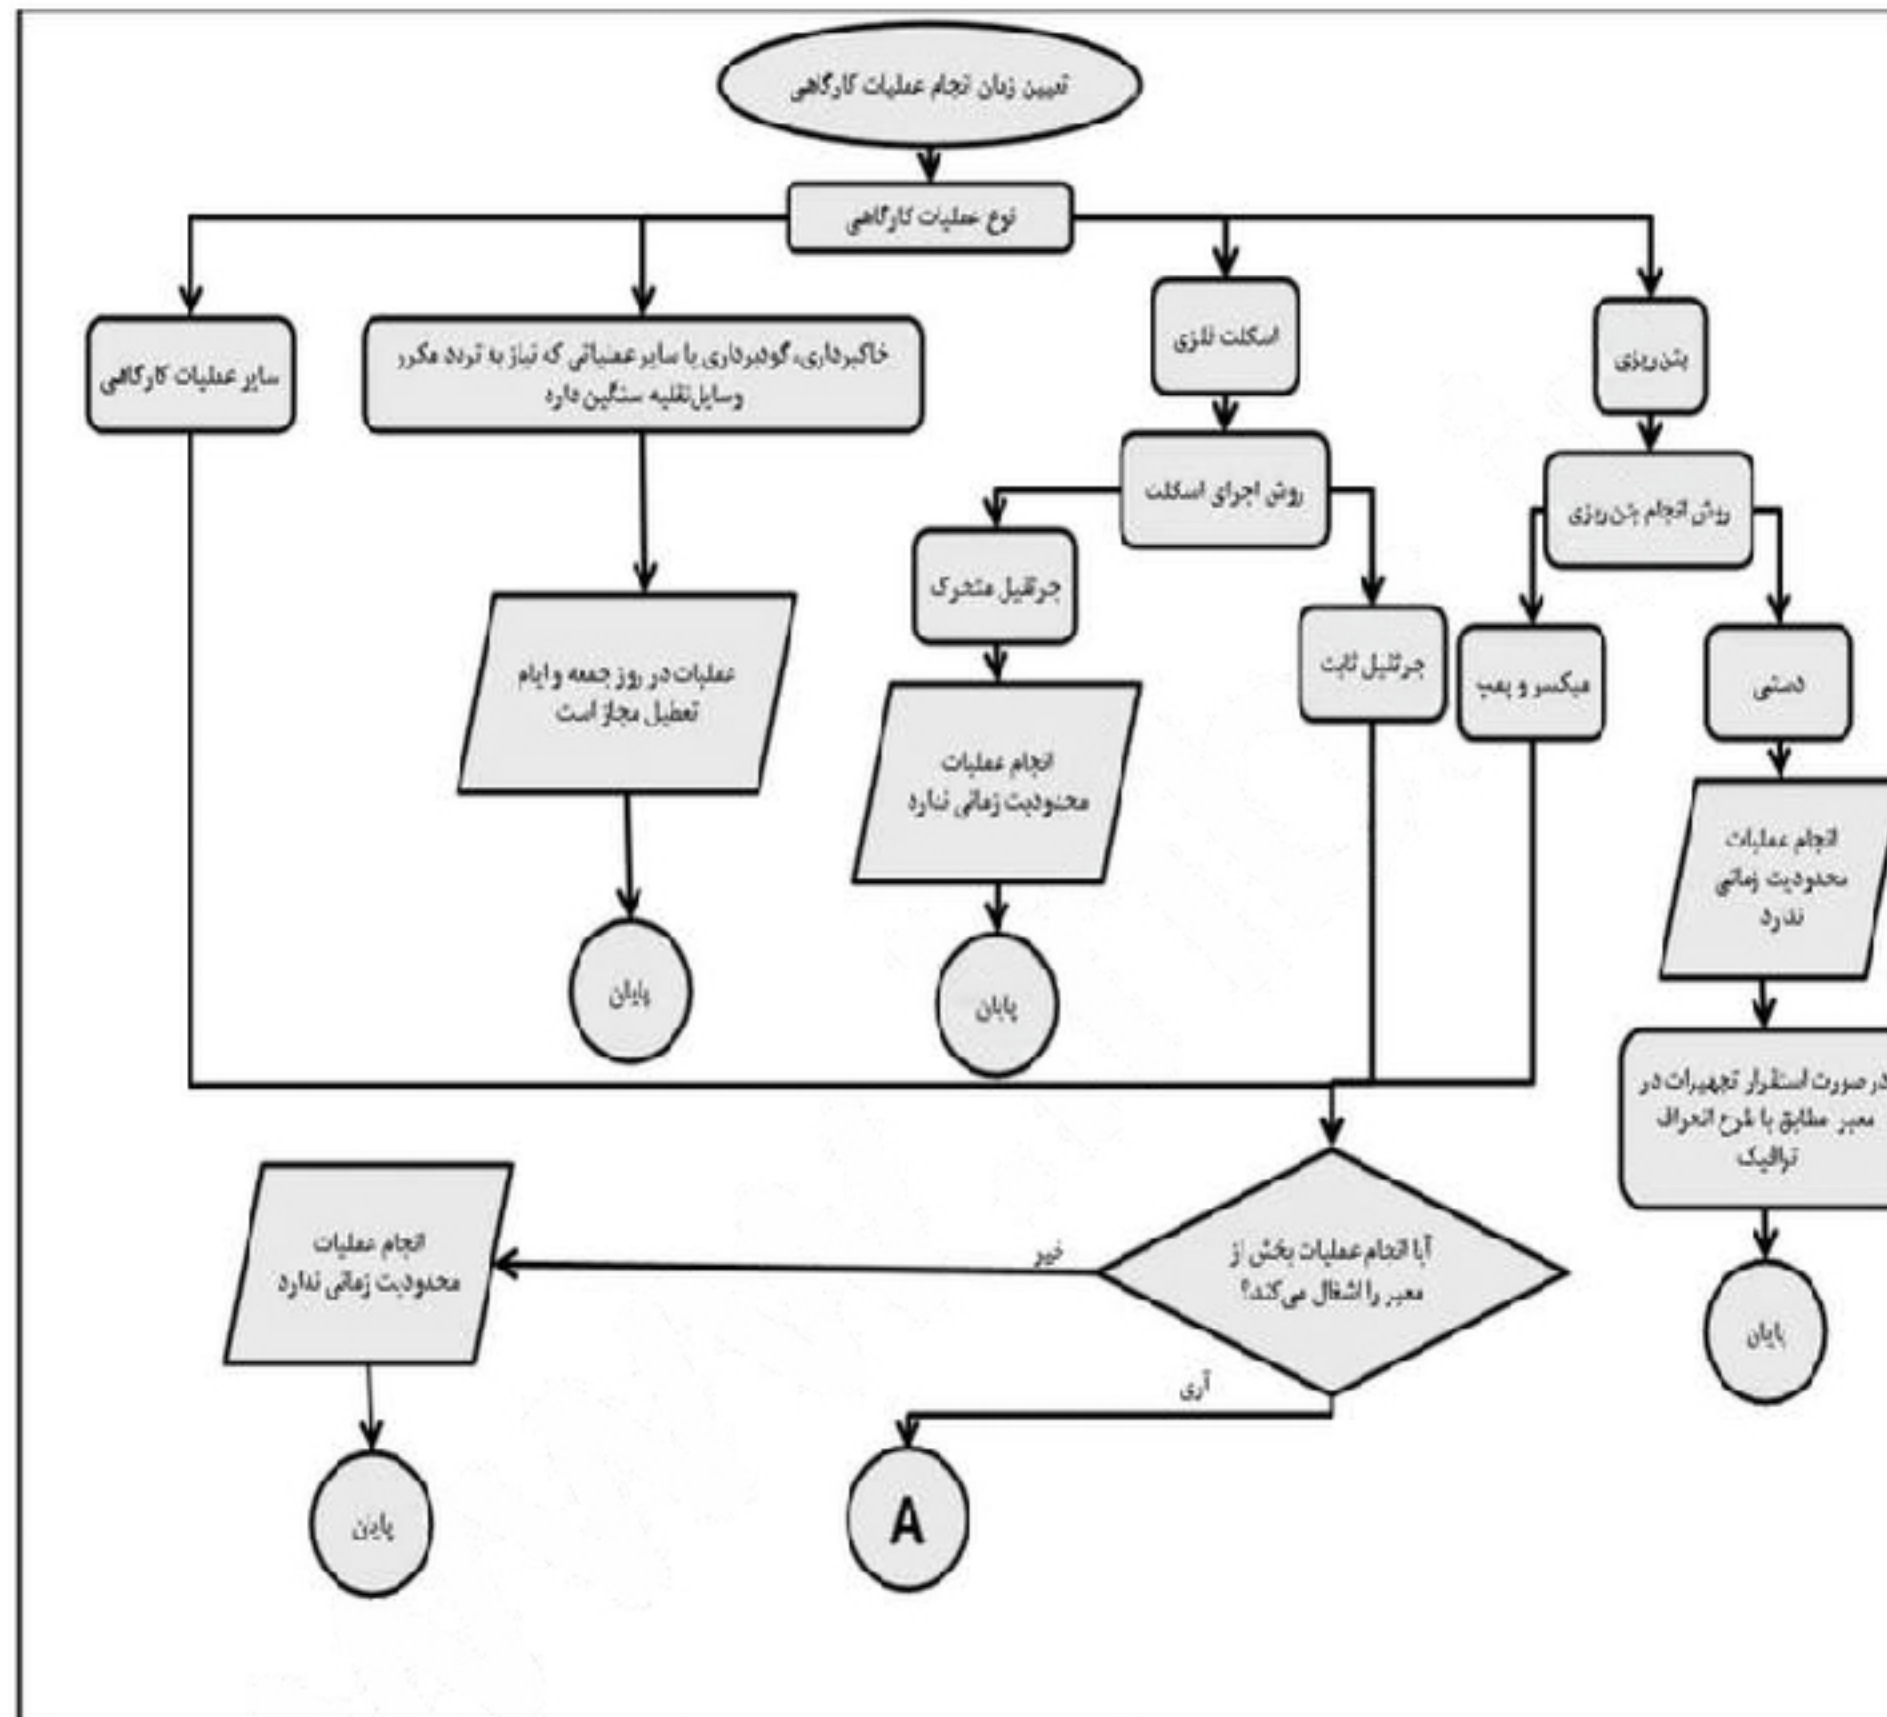 تعیین زمان انجام عملیات کارگاهی
نوع عملیات کارگاهی
بتن‌ریزی
روش انجام بتن‌ریزی
دستی
انجام عملیات
محدودیت زمانی
ندرد
در صورت استقرار تجهیزات در
معبر مطابق با طرح انحراف
ترافیک
پایان
میکسر و پمپ
اسکلت فلزی
روش اجرای اسکلت
جرثقیل ثابت
جرثقیل متحرک
انجام عملیات
محدودیت زمانی ندارد
پایان
خاکبرداری، گودبرداری یا سایر عملیاتی که نیاز به تردد مکرر
وسایل‌نقلیه سنگین دارد
عملیات در روز جمعه و ایام
تعطیل مجاز است
پایان
سایر عملیات کارگاهی
آیا انجام عملیات بخش از
معبر را اشغال می‌کند؟
خیر
انجام عملیات
محدودیت زمانی ندارد
پایان
آری
A